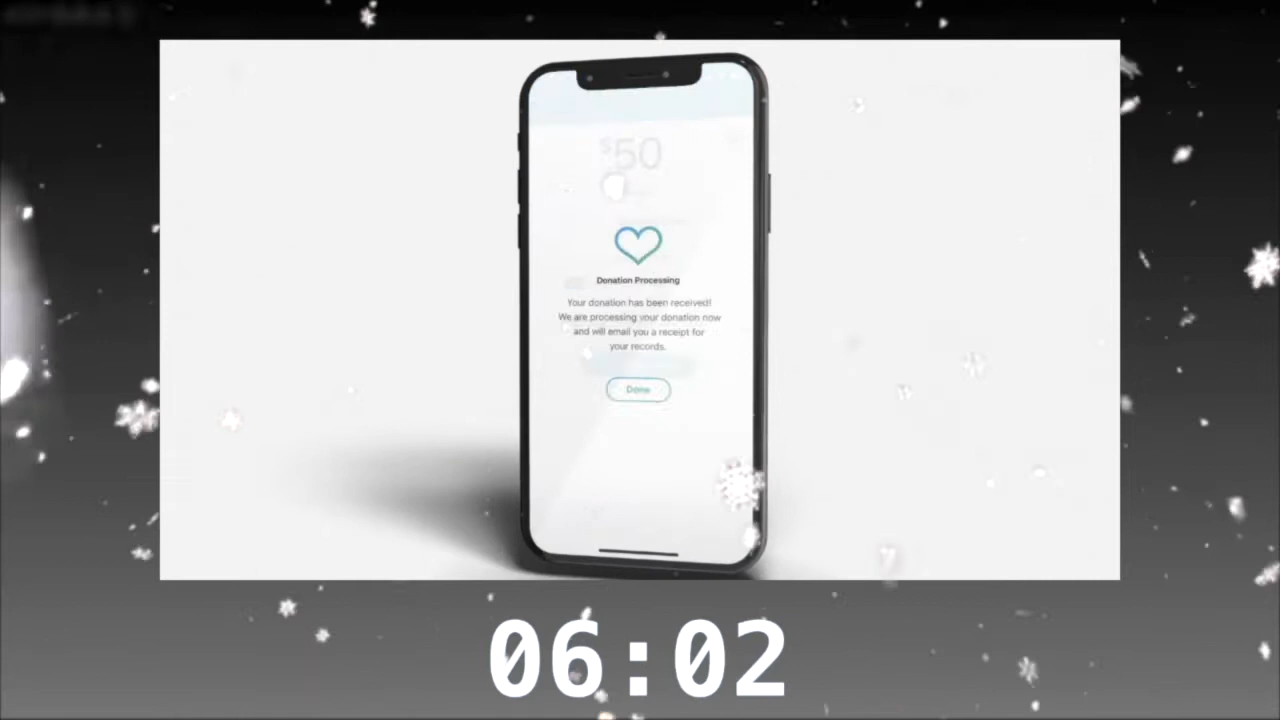 $50
Donation Processing
Your donation has been received!
We are processing your donation now
and will email you a receipt for
your records.
Done
06:02